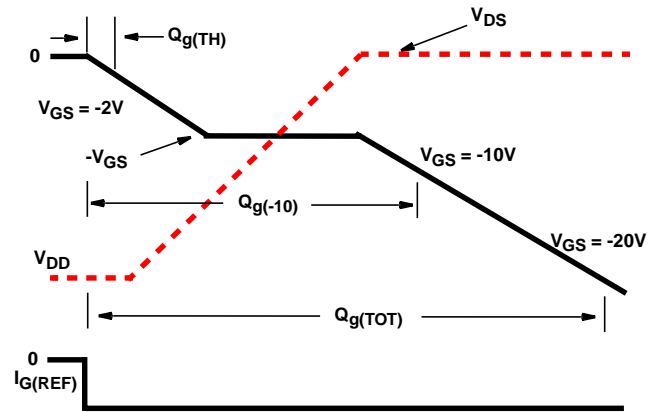 Qg(TH)
VDS
0
VGS = -2V
-VGS
VGS = -10V
Qg(-10)
VGS = -20V
VDD
Qg(TOT)
0
IG(REF)